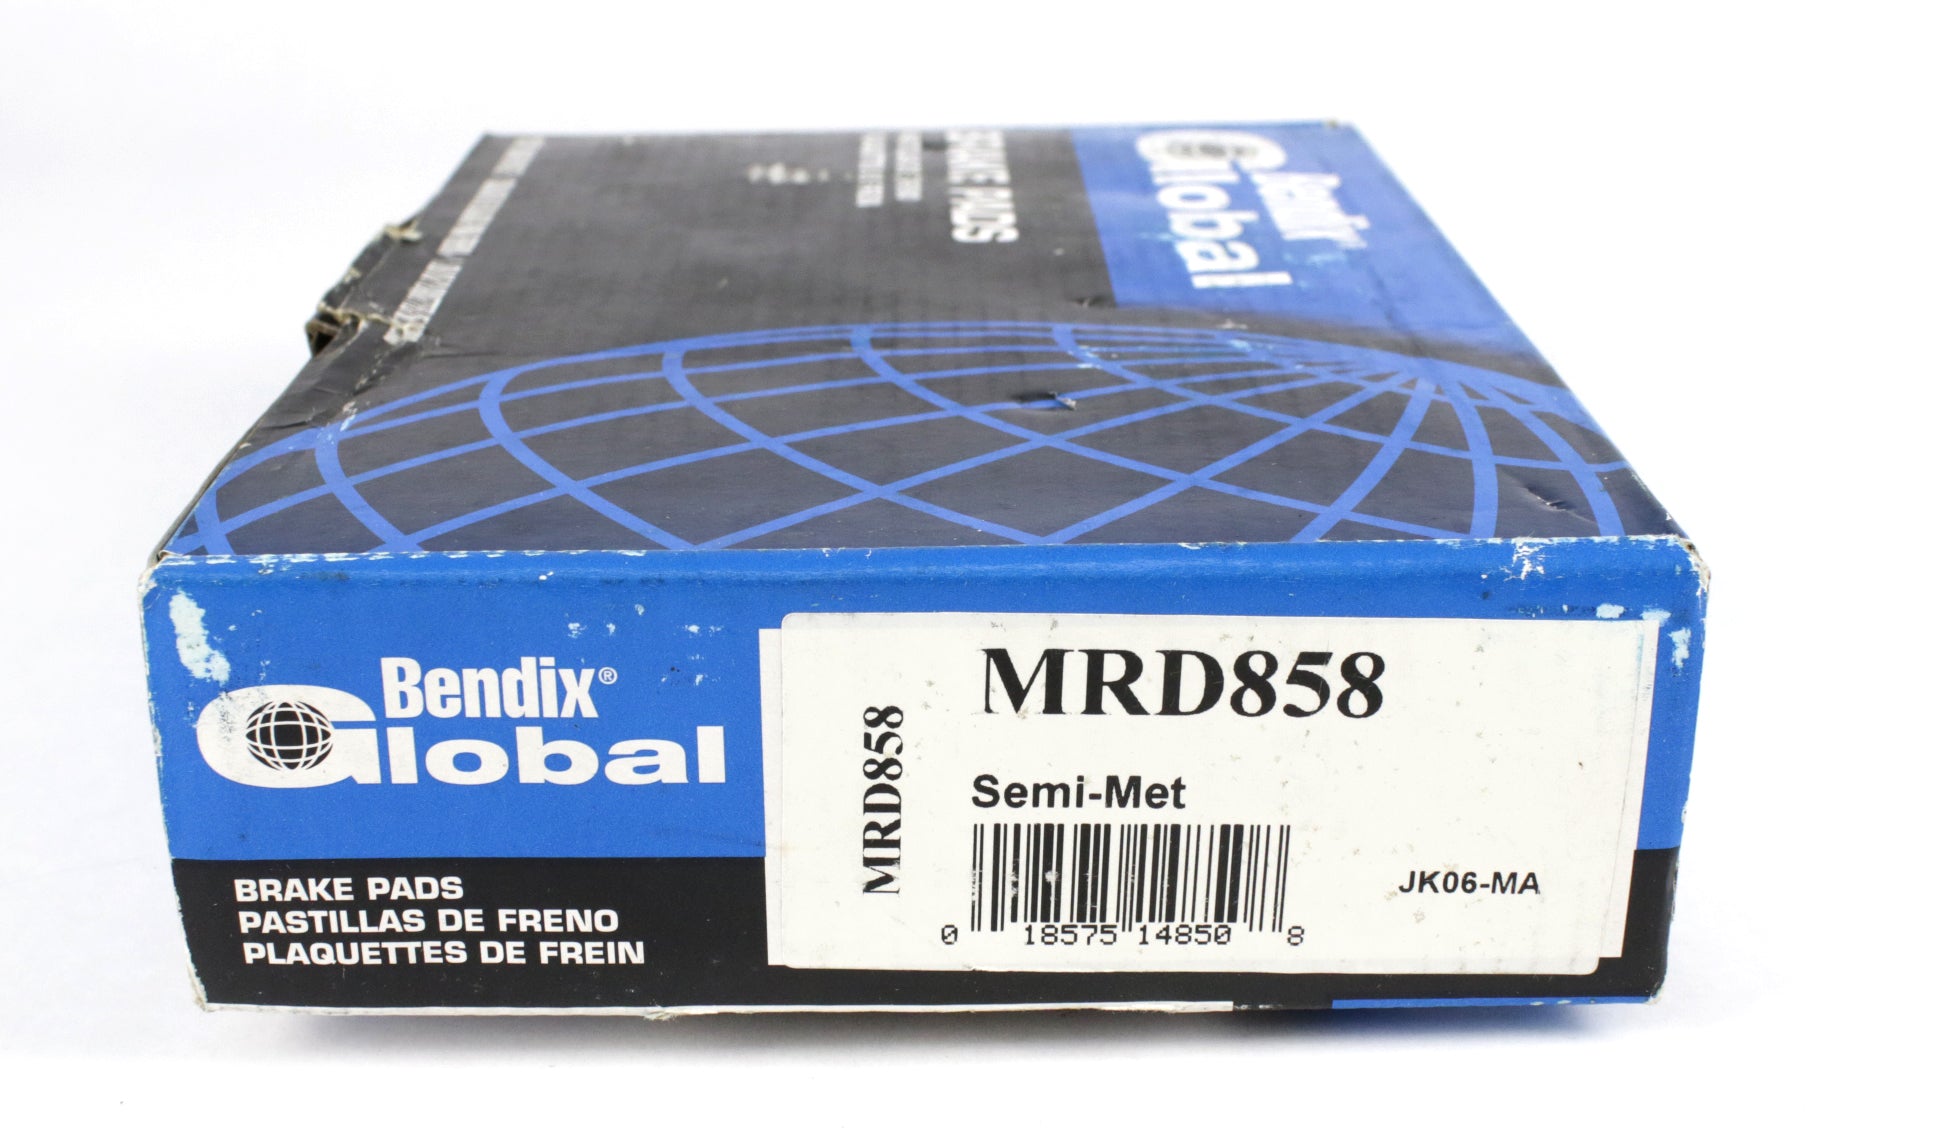 Bendix
Global
BRAKE PADS
Bendix®
Global
BRAKE PADS
PASTILLAS DE FRENO
PLAQUETTES DE FREIN
MRD858
MRD858
Semi-Met
0 18575 14850 8
JK06-MA